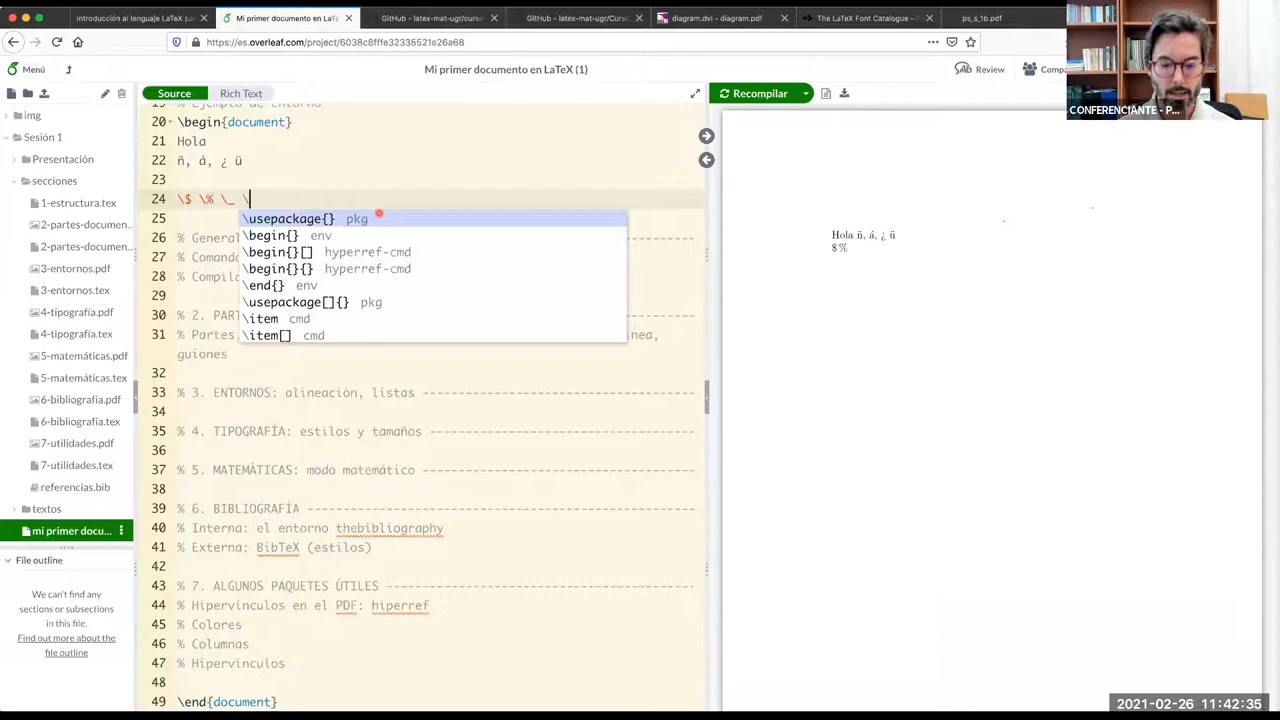 introducción al lenguaje LaTeX para
Mi primer documento en LaT
GitHub - latex-mat-ugr/curso
GitHub - latex-mat-ugr/Curso
diagram.dvi - diagram.pdf
The LaTeX Font Catalogue –
ps_s_1b.pdf
https://es.overleaf.com/project/6038c8fffe32335521e26a68
Menú
Mi primer documento en LaTeX (1)
Review
CONFERENCIANTE - P...
Source
Rich Text
Recompilar
img
Sesión 1
Presentación
secciones
1-estructura.tex
2-partes-documen...
2-partes-documen...
3-entornos.pdf
3-entornos.tex
4-tipografía.pdf
4-tipografía.tex
5-matemáticas.pdf
5-matemáticas.tex
6-bibliografía.pdf
6-bibliografía.tex
7-utilidades.pdf
7-utilidades.tex
referencias.bib
textos
mi primer docu...
File outline
We can't find any
sections or subsections
in this file.
Find out more about the
file outline
19 % Ejemplo de entorno
20 \begin{document}
21 Hola
22 ñ, á, ¿ ü
23
24 \$ \% \_ \
25
26 % General
27 % Comando
28 % Compil
29
30 % 2. PAR
31 % Partes, nea,
guiones
32
33 % 3. ENTORNOS: alineación, listas --------------------------------------
34
35 % 4. TIPOGRAFÍA: estilos y tamaños -------------------------------------
36
37 % 5. MATEMÁTICAS: modo matemático --------------------------------------
38
39 % 6. BIBLIOGRAFÍA ------------------------------------------------------
40 % Interna: el entorno thebibliography
41 % Externa: BibTeX (estilos)
42
43 % 7. ALGUNOS PAQUETES ÚTILES -------------------------------------------
44 % Hipervínculos en el PDF: hiperref
45 % Colores
46 % Columnas
47 % Hipervínculos
48
49 \end{document}
\usepackage{} pkg
\begin{} env
\begin{}[] hyperref-cmd
\begin{}{} hyperref-cmd
\end{} env
\usepackage[]{} pkg
\item cmd
\item[] cmd
Hola ñ, á, ¿ ü
$ %
2021-02-26 11:42:35